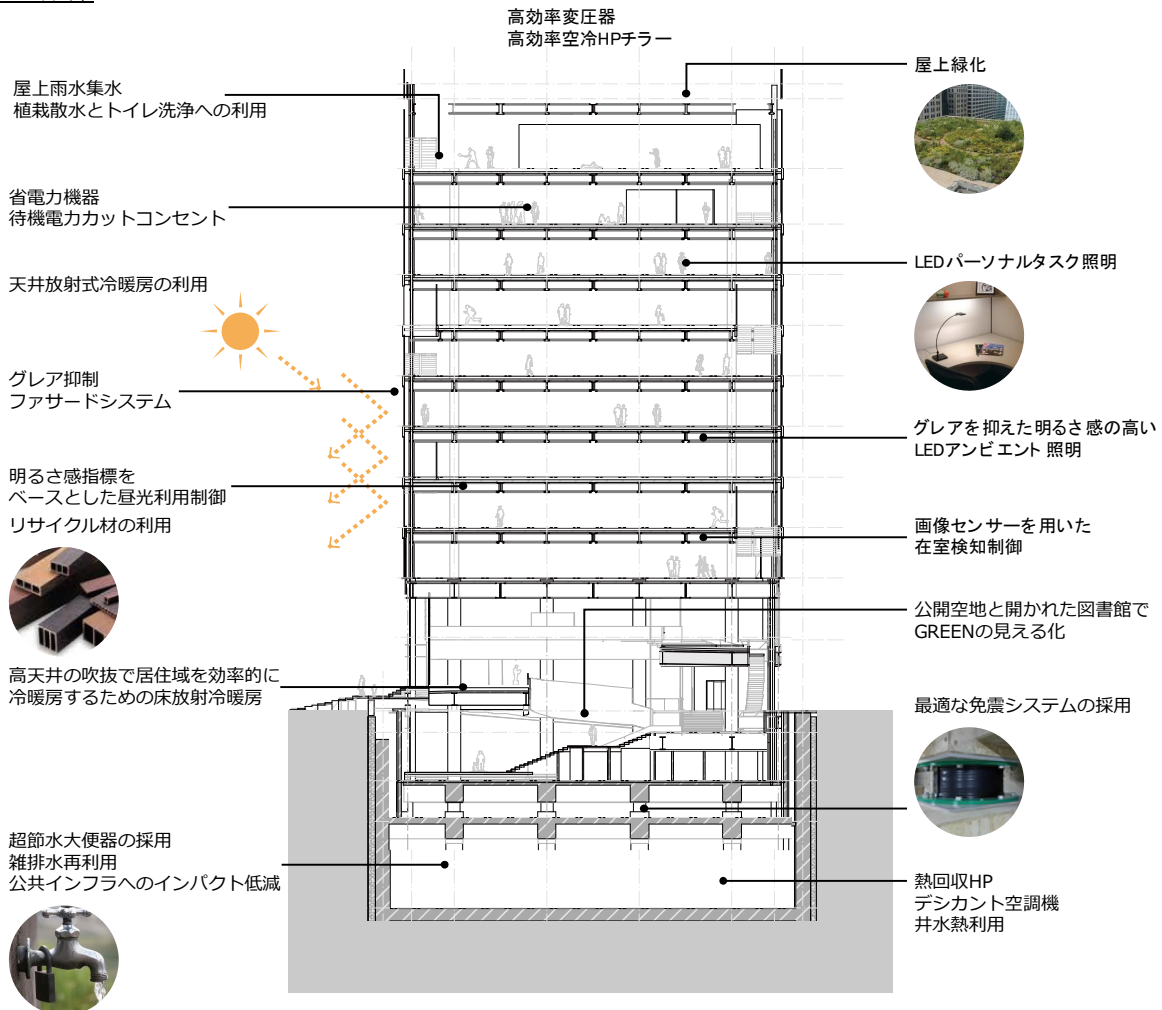 高効率変圧器
高効率空冷HPチラー
屋上雨水集水
植栽散水とトイレ洗浄への利用
省電力機器
待機電力カットコンセント
天井放射式冷暖房の利用
グレア抑制
ファサードシステム
明るさ感指標を
ベースとした昼光利用制御
リサイクル材の利用
高天井の吹抜で居住域を効率的に
冷暖房するための床放射冷暖房
超節水大便器の採用
雑排水再利用
公共インフラへのインパクト低減
屋上緑化
LEDパーソナルタスク照明
グレアを抑えた明るさ感の高い
LEDアンビエント照明
画像センサーを用いた
在室検知制御
公開空地と開かれた図書館で
GREENの見える化
最適な免震システムの採用
熱回収HP
デシカント空調機
井水熱利用